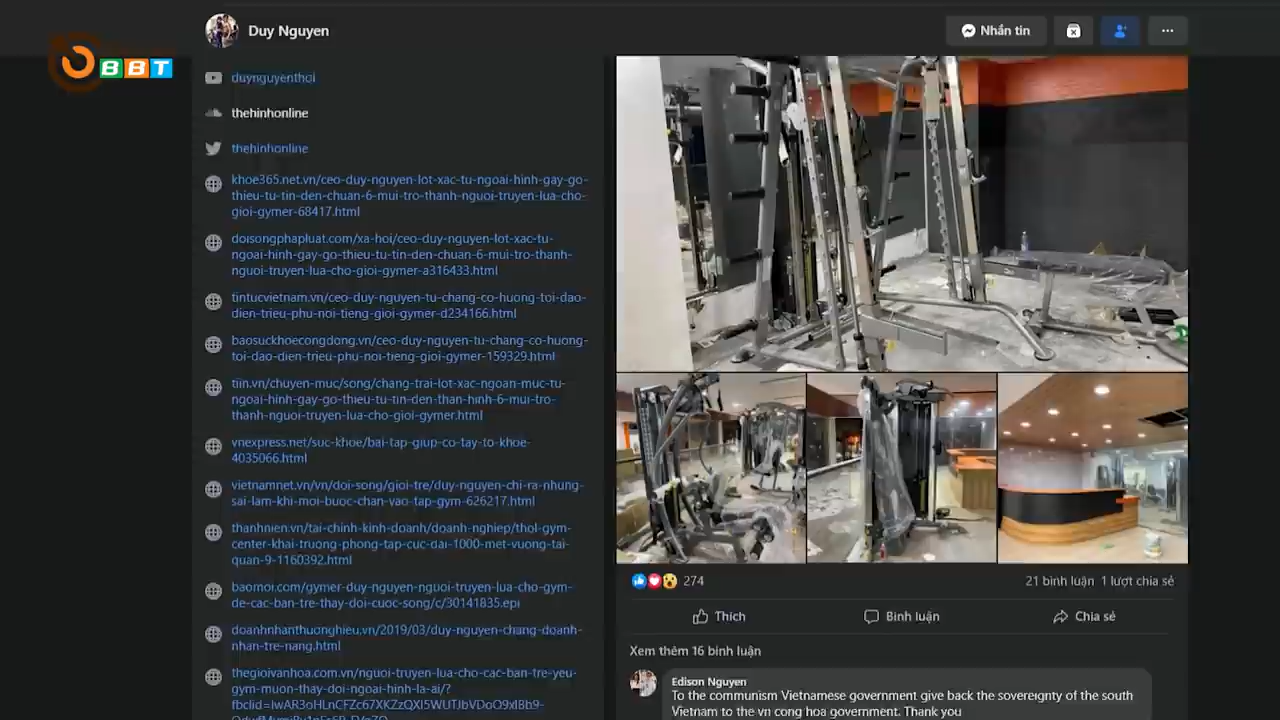 BBT
Duy Nguyen
Nhắn tin
duynguyenthol
thehinhonline
thehinhonline
khoe365.net.vn/ceo-duy-nguyen-lot-xac-tu-ngoai-hinh-gay-go-
thieu-tu-tin-den-chuan-6-mui-tro-thanh-nguoi-truyen-lua-cho-
gioi-gymer-68417.html
doisongphapluat.com/xa-hoi/ceo-duy-nguyen-lot-xac-tu-
ngoai-hinh-gay-go-thieu-tu-tin-den-chuan-6-mui-tro-thanh-
nguoi-truyen-lua-cho-gioi-gymer-a316433.html
tintucvietnam.vn/ceo-duy-nguyen-tu-chang-co-huong-toi-dao-
dien-trieu-phu-noi-tieng-gioi-gymer-d234166.html
baosuckhoecongdong.vn/ceo-duy-nguyen-tu-chang-co-huong-
toi-dao-dien-trieu-phu-noi-tieng-gioi-gymer-159329.html
tiin.vn/chuyen-muc/song/chang-trai-lot-xac-ngoan-muc-tu-
ngoai-hinh-gay-go-thieu-tu-tin-den-than-hinh-6-mui-tro-
thanh-nguoi-truyen-lua-cho-gioi-gymer.html
vnexpress.net/suc-khoe/bai-tap-giup-co-tay-to-khoe-
4035066.html
vietnamnet.vn/vn/doi-song/gioi-tre/duy-nguyen-chi-ra-nhung-
sai-lam-khi-moi-buoc-chan-vao-tap-gym-626217.html
thanhnien.vn/tai-chinh-kinh-doanh/doanh-nghiep/thol-gym-
center-khai-truong-phong-tap-cuc-dai-1000-met-vuong-tai-
quan-9-1160392.html
baomoi.com/gymer-duy-nguyen-nguoi-truyen-lua-cho-gym-
de-cac-ban-tre-thay-doi-cuoc-song/c/30141835.epi
doanhnhanthuonghieu.vn/2019/03/duy-nguyen-chang-doanh-
nhan-tre-nang.html
thegioivanhoa.com.vn/nguoi-truyen-lua-cho-cac-ban-tre-yeu-
gym-muon-thay-doi-ngoai-hinh-la-ai/?
274
21 bình luận 1 lượt chia sẻ
Thích
Bình luận
Chia sẻ
Xem thêm 16 bình luận
Edison Nguyen
To the communism Vietnamese government give back the sovereignty of the south
Vietnam to the vn cong hoa government. Thank you